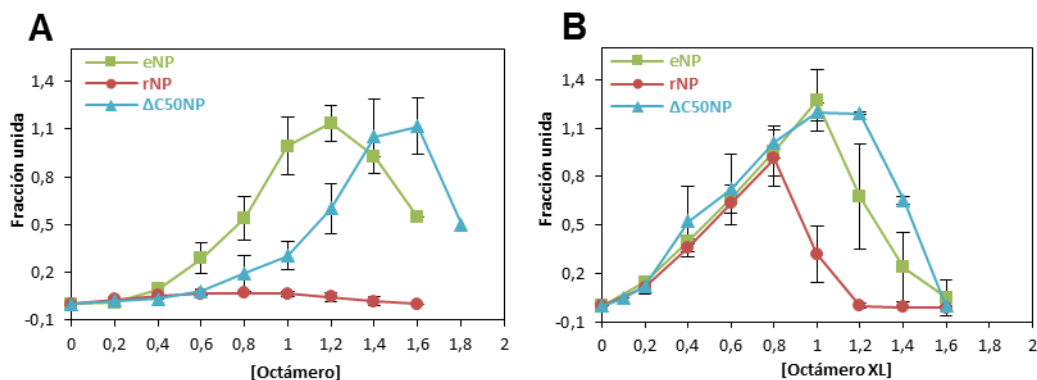 A
eNP
rNP
ΔC50NP
Fracción unida
1,4
1,1
0,8
0,5
0,2
-0,1
0 0,2 0,4 0,6 0,8 1 1,2 1,4 1,6 1,8 2
[Octámero]
B
eNP
rNP
ΔC50NP
Fracción unida
1,4
1,1
0,8
0,5
0,2
-0,1
0 0,2 0,4 0,6 0,8 1 1,2 1,4 1,6 1,8 2
[Octámero XL]